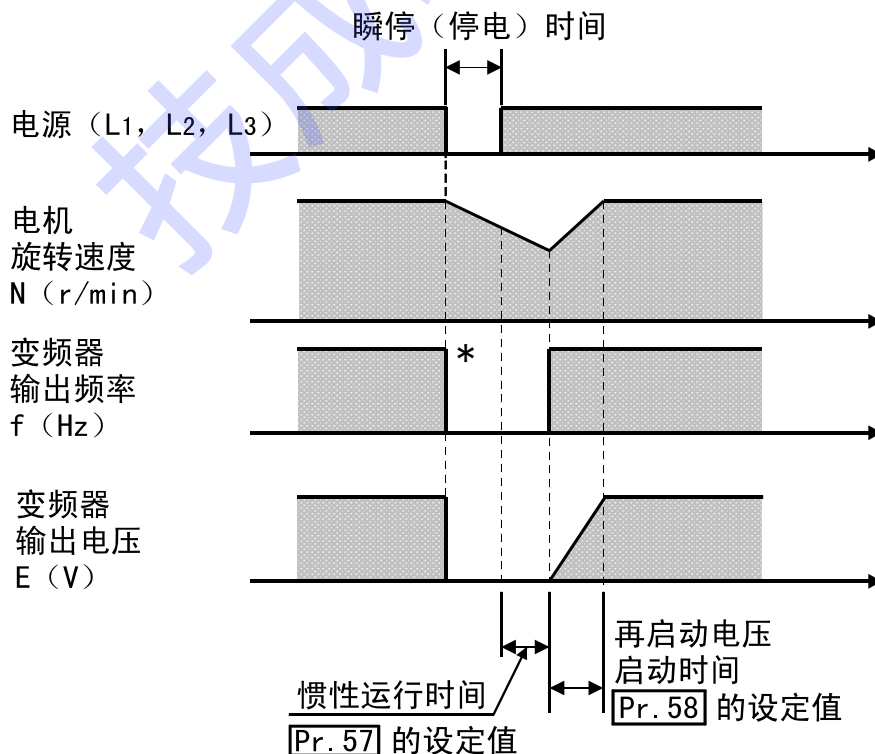 瞬停（停电）时间
电源（L1，L2，L3）
电机
旋转速度
N（r/min）
变频器
输出频率
f（Hz）
*
变频器
输出电压
E（V）
再启动电压
启动时间
Pr.58 的设定值
惯性运行时间
Pr.57 的设定值
技成